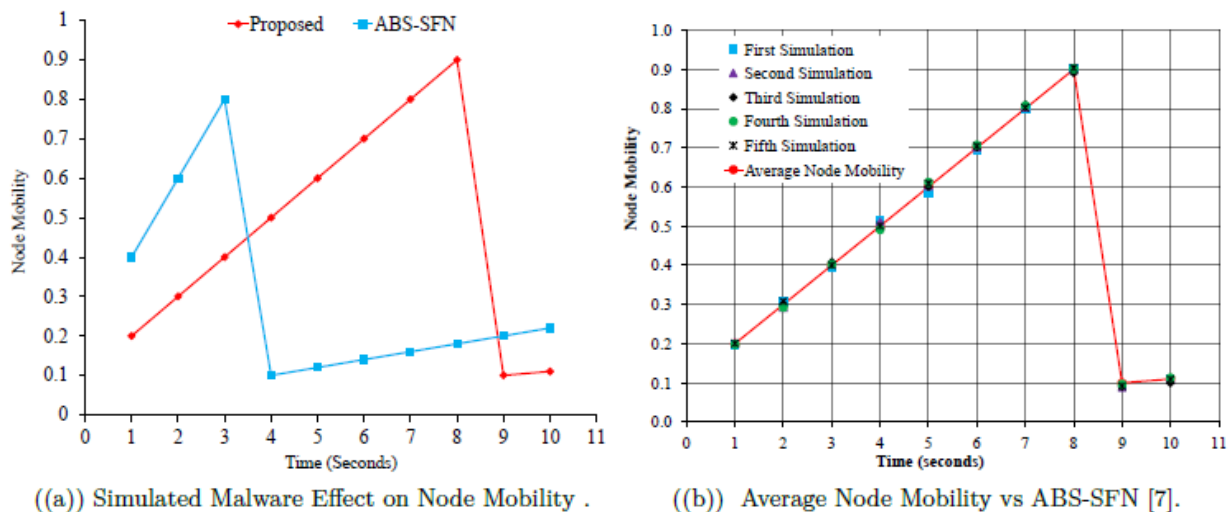 Proposed
ABS-SFN
1
0.9
0.8
0.7
0.6
0.5
0.4
0.3
0.2
0.1
0
Node Mobility
0 1 2 3 4 5 6 7 8 9 10 11
Time (Seconds)
((a)) Simulated Malware Effect on Node Mobility .
First Simulation
Second Simulation
Third Simulation
Fourth Simulation
Fifth Simulation
Average Node Mobility
1.0
0.9
0.8
0.7
0.6
0.5
0.4
0.3
0.2
0.1
0.0
Node Mobility
0 1 2 3 4 5 6 7 8 9 10 11
Time (seconds)
((b)) Average Node Mobility vs ABS-SFN [7].